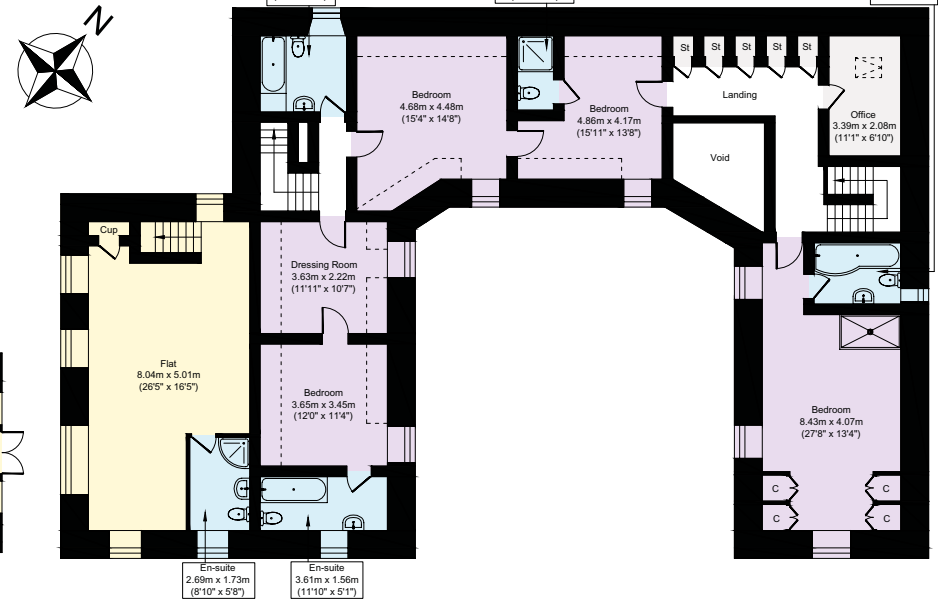 N
St
St
St
St
St
Landing
Bedroom
4.68m x 4.48m
(15'4" x 14'8")
Bedroom
4.86m x 4.17m
(15'11" x 13'8")
Office
3.39m x 2.08m
(11'1" x 6'10")
Void
Cup
Dressing Room
3.63m x 2.22m
(11'11" x 10'7")
Flat
8.04m x 5.01m
(26'5" x 16'5")
Bedroom
3.65m x 3.45m
(12'0" x 11'4")
Bedroom
8.43m x 4.07m
(27'8" x 13'4")
C
C
C
C
En-suite
2.69m x 1.73m
(8'10" x 5'8")
En-suite
3.61m x 1.56m
(11'10" x 5'1")